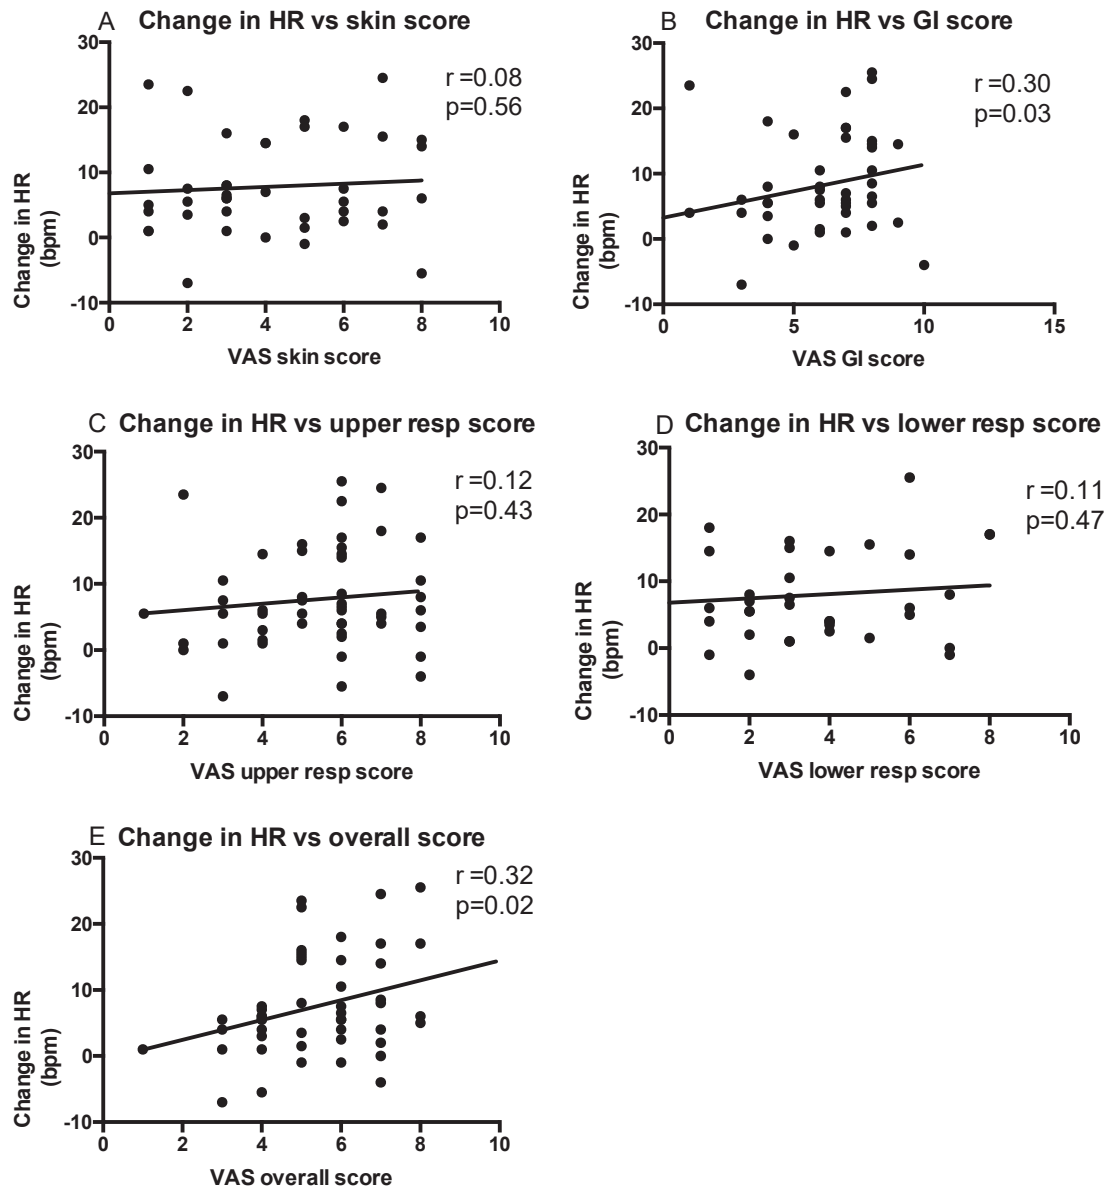 A Change in HR vs skin score
30
20
10
0
-10
Change in HR
(bpm)
r =0.08
p=0.56
0 2 4 6 8 10
VAS skin score
B Change in HR vs GI score
30
20
10
0
-10
Change in HR
(bpm)
r =0.30
p=0.03
0 5 10 15
VAS GI score
C Change in HR vs upper resp score
30
20
10
0
-10
Change in HR
(bpm)
r =0.12
p=0.43
0 2 4 6 8 10
VAS upper resp score
D Change in HR vs lower resp score
30
20
10
0
-10
Change in HR
(bpm)
r =0.11
p=0.47
0 2 4 6 8 10
VAS lower resp score
E Change in HR vs overall score
30
20
10
0
-10
Change in HR
(bpm)
r =0.32
p=0.02
0 2 4 6 8 10
VAS overall score